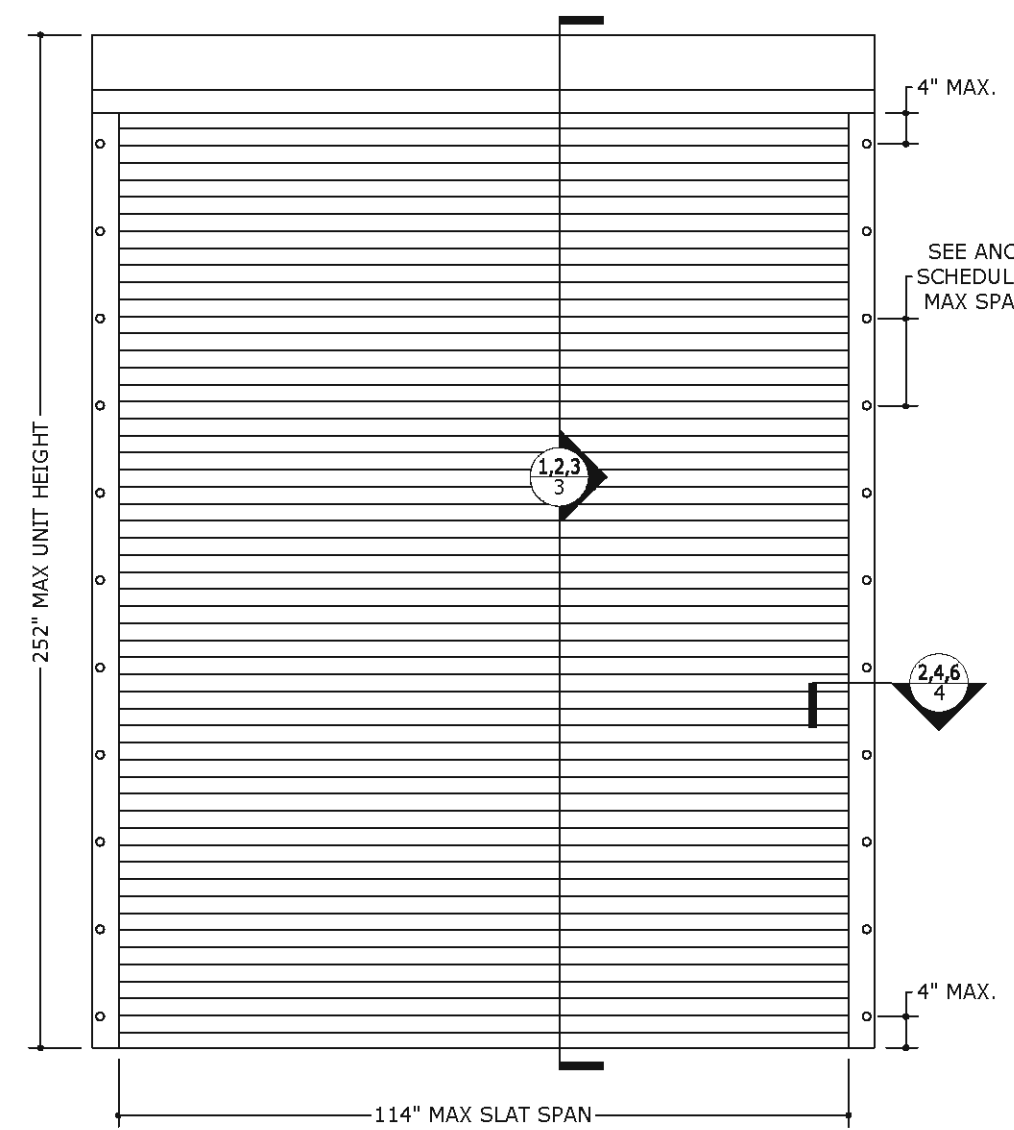 4" MAX.
SEE ANC
SCHEDUL
MAX SPA
252" MAX UNIT HEIGHT
1,2,3
3
2,4,6
4
4" MAX.
114" MAX SLAT SPAN